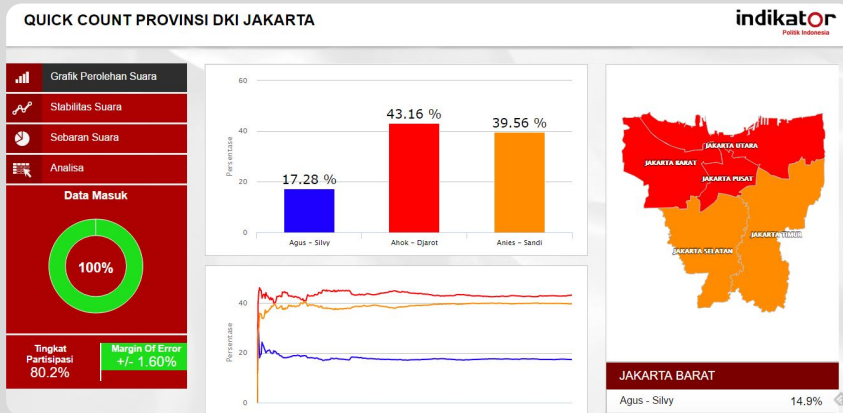 QUICK COUNT PROVINSI DKI JAKARTA
indikator
Politik Indonesia
Grafik Perolehan Suara
Stabilitas Suara
Sebaran Suara
Analisa
Data Masuk
100%
Tingkat
Partisipasi
80.2%
Margin Of Error
+/- 1.60%
60
40
20
0
Persentase
17.28 %
43.16 %
39.56 %
Agus - Silvy
Ahok - Djarot
Anies - Sandi
40
20
0
Persentase
JAKARTA UTARA
JAKARTA BARAT
JAKARTA PUSAT
JAKARTA TIMUR
JAKARTA SELATAN
JAKARTA BARAT
Agus - Silvy 14.9%